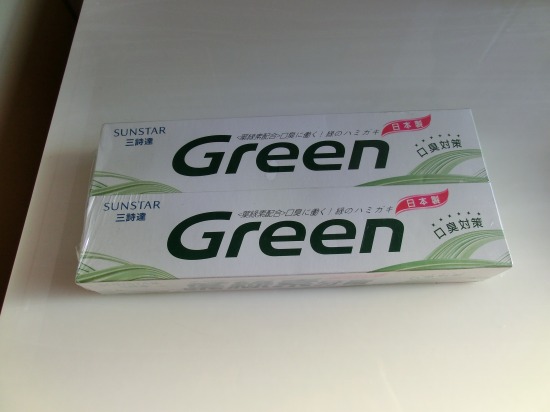 SUNSTAR
三詩達
<葉緑素配合>口臭に働く!緑のハミガキ
日本製
Green
口臭対策
SUNSTAR
三詩達
<葉緑素配合>口臭に働く!緑のハミガキ
日本製
Green
口臭対策